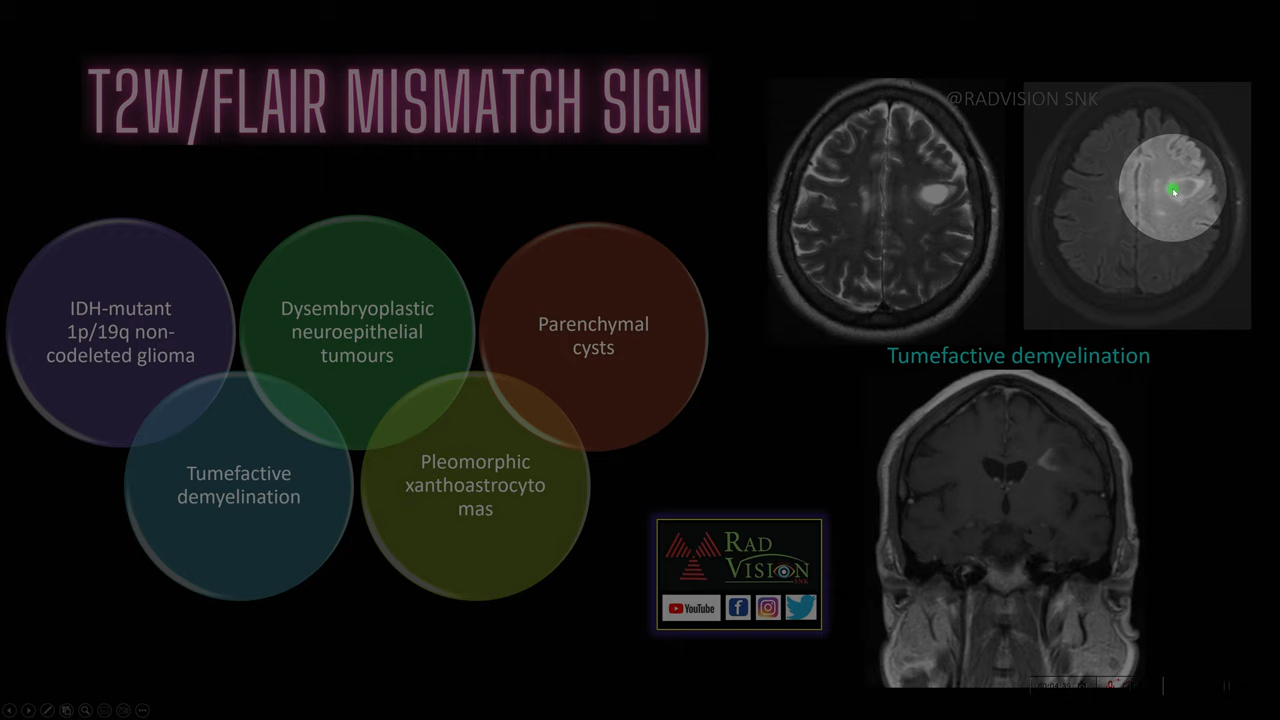 T2W/FLAIR MISMATCH SIGN
@RADVISION SNK
IDH-mutant
1p/19q non-
codeleted glioma
Dysembryoplastic
neuroepithelial
tumours
Parenchymal
cysts
Tumefactive
demyelination
Pleomorphic
xanthoastrocyto
mas
Tumefactive demyelination
RAD
VISION
SNK
YouTube